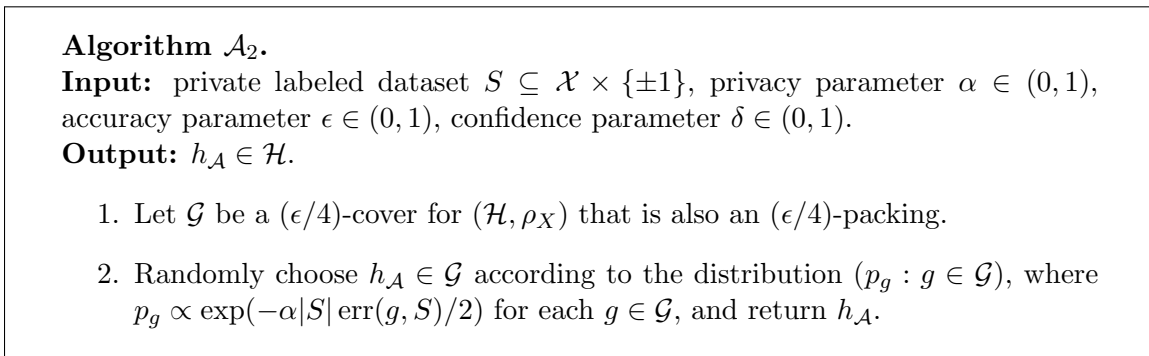 Algorithm 𝒜₂.
Input: private labeled dataset S ⊆ 𝒳 × {±1}, privacy parameter α ∈ (0, 1),
accuracy parameter ϵ ∈ (0, 1), confidence parameter δ ∈ (0, 1).
Output: h_𝒜 ∈ ℋ.
1. Let 𝒢 be a (ϵ/4)-cover for (ℋ, ρ_X) that is also an (ϵ/4)-packing.
2. Randomly choose h_𝒜 ∈ 𝒢 according to the distribution (p_g : g ∈ 𝒢), where
p_g ∝ exp(−α|S| err(g, S)/2) for each g ∈ 𝒢, and return h_𝒜.